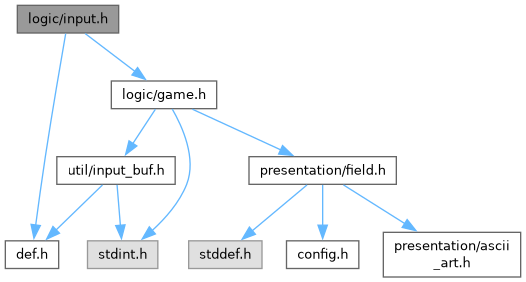 logic/input.h
logic/game.h
util/input_buf.h
presentation/field.h
def.h
stdint.h
stddef.h
config.h
presentation/ascii
_art.h